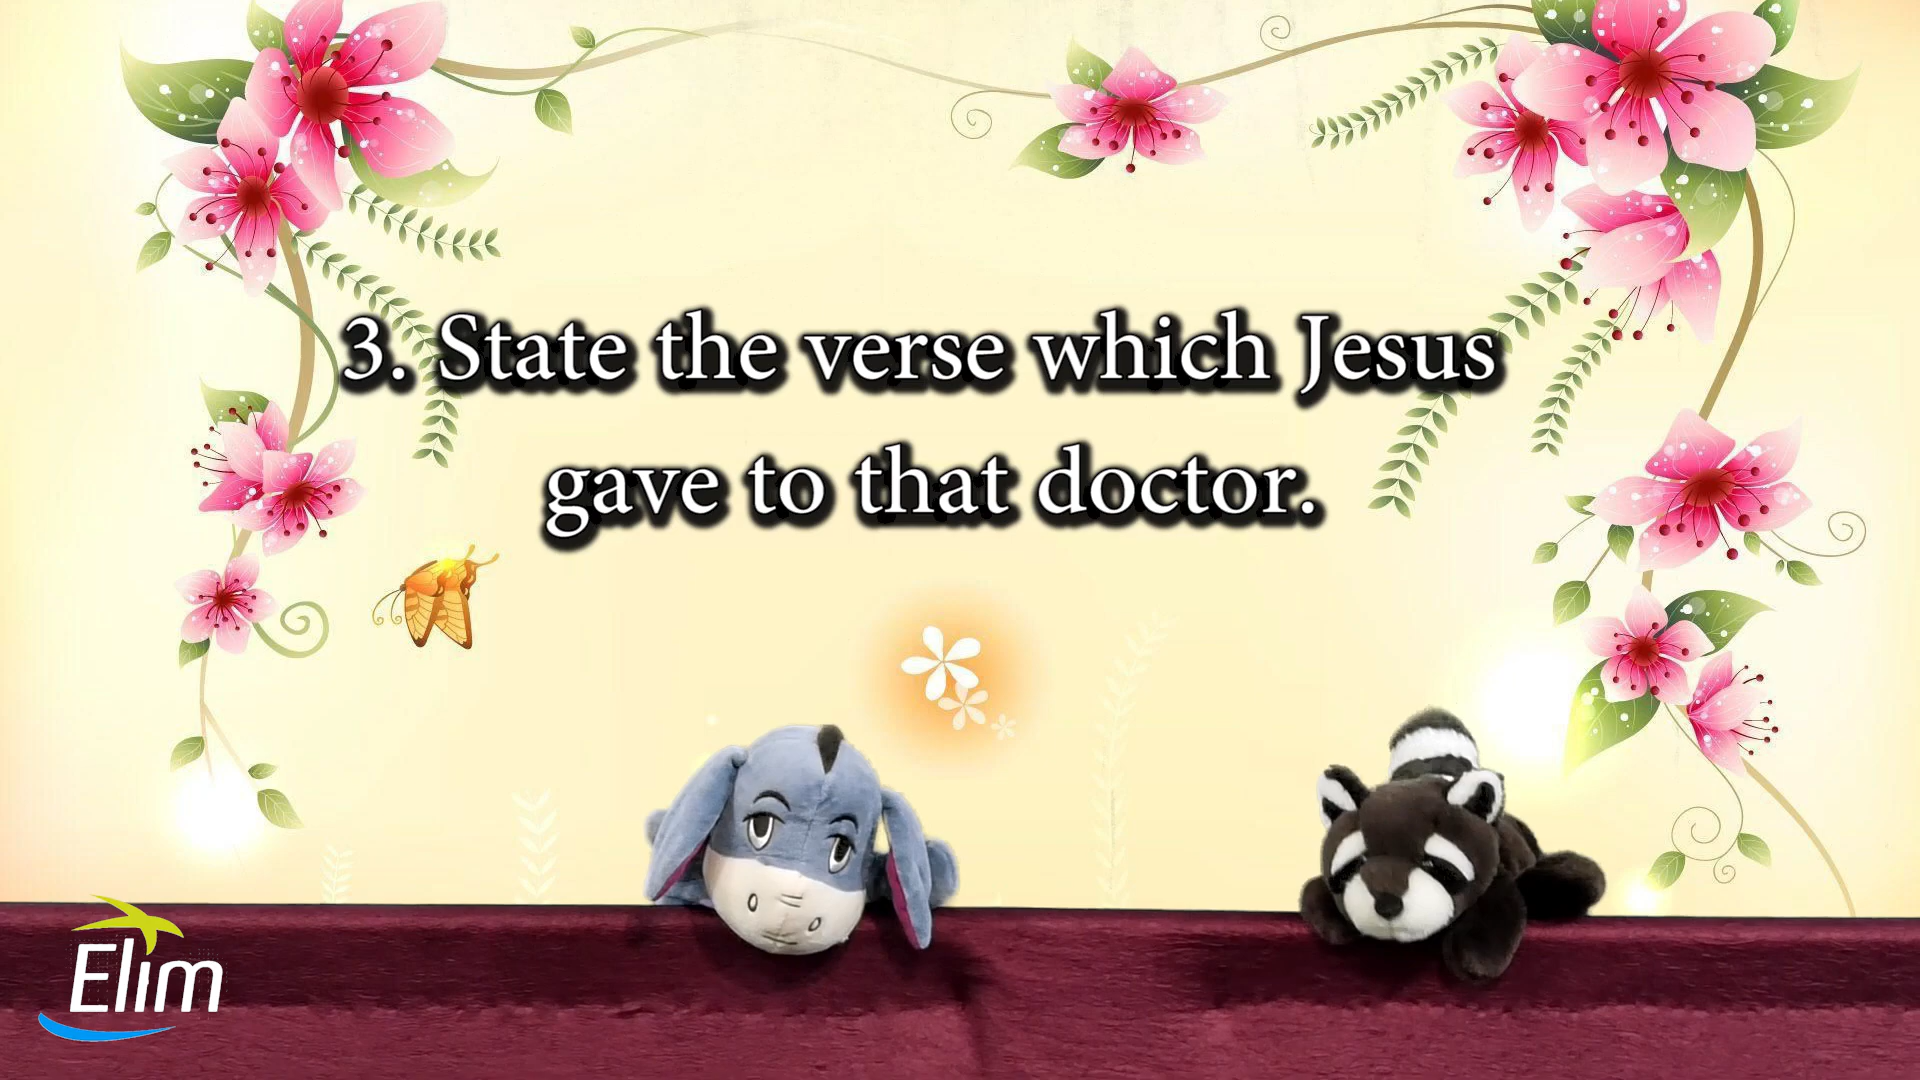 3. State the verse which Jesus
gave to that doctor.
Elim